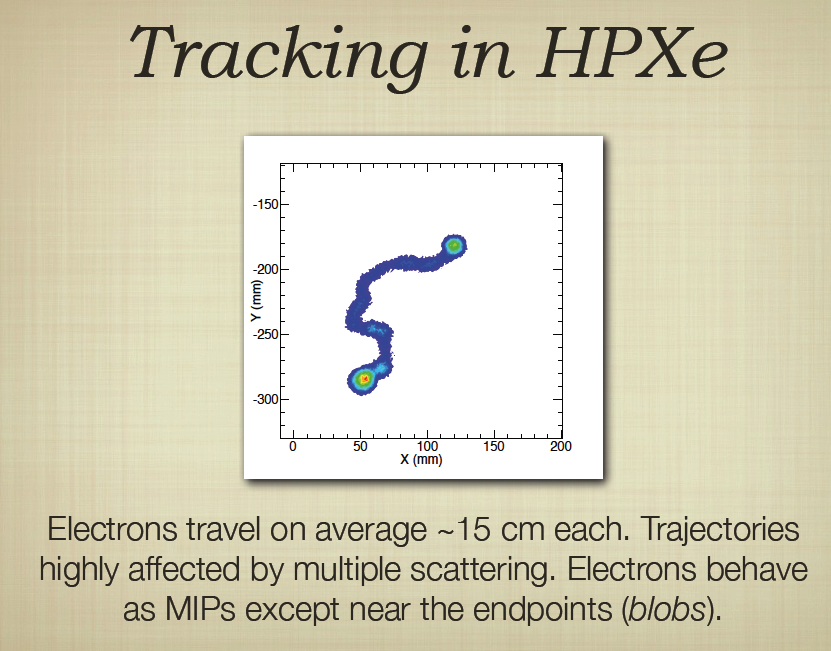 Tracking in HPXe
-150
-200
-250
-300
Y (mm)
0 50 100 150 200
X (mm)
Electrons travel on average ~15 cm each. Trajectories
highly affected by multiple scattering. Electrons behave
as MIPs except near the endpoints (blobs).